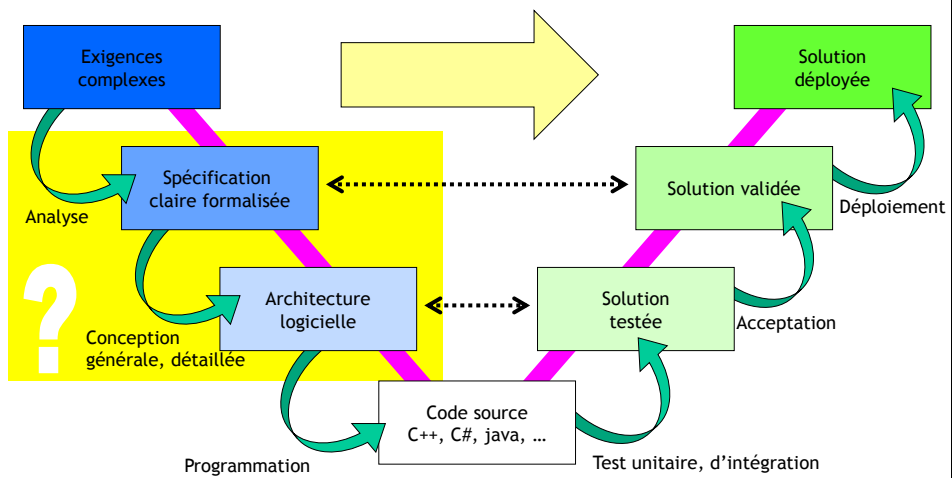 Exigences
complexes
Solution
déployée
Spécification
claire formalisée
Solution validée
Analyse
Déploiement
?
Architecture
logicielle
Solution
testée
Acceptation
Conception
générale, détaillée
Code source
C++, C#, java, …
Programmation
Test unitaire, d’intégration